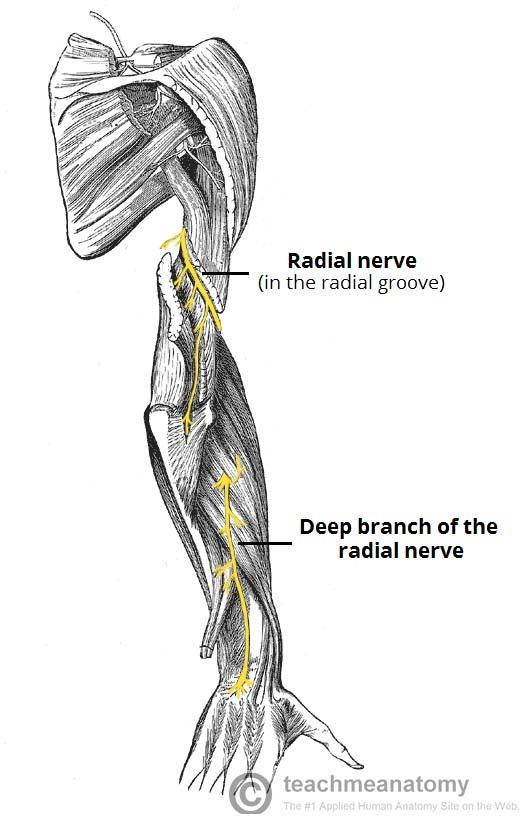 Radial nerve
(in the radial groove)
Deep branch of the
radial nerve
© teachmeanatomy
The #1 Applied Human Anatomy Site on the Web.